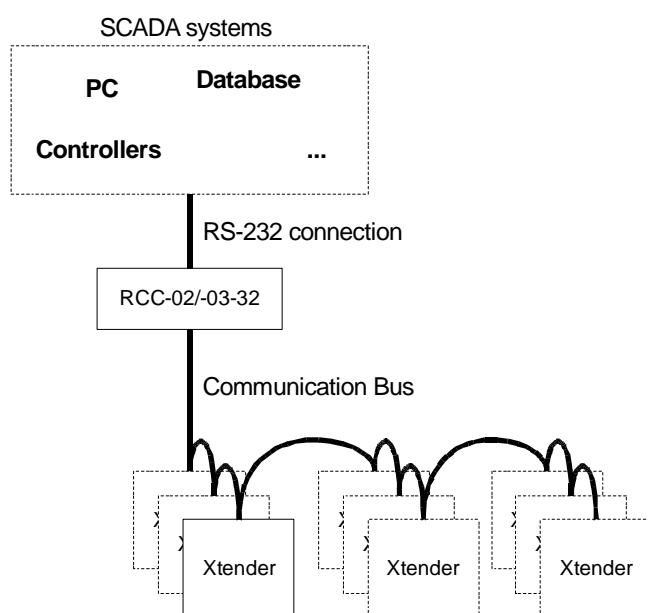 SCADA systems
PC
Database
Controllers
...
RS-232 connection
RCC-02/-03-32
Communication Bus
X
X
X
X
X
X
Xtender
Xtender
Xtender